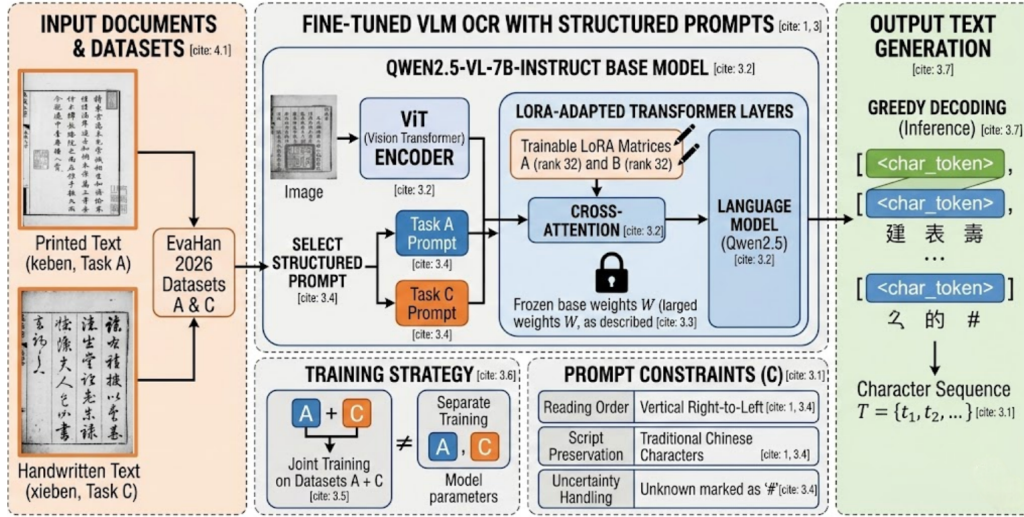 INPUT DOCUMENTS
& DATASETS [cite: 4.1]
Printed Text
(keben, Task A)
EvaHan
2026
Datasets
A & C
Handwritten Text
(xieben, Task C)
FINE-TUNED VLM OCR WITH STRUCTURED PROMPTS [cite: 1, 3]
QWEN2.5-VL-7B-INSTRUCT BASE MODEL [cite: 3.2]
Image
ViT
(Vision Transformer)
ENCODER
[cite: 3.2]
SELECT
STRUCTURED
PROMPT
[cite: 3.4]
Task A
Prompt
[cite: 3.4]
Task C
Prompt
[cite: 3.4]
LORA-ADAPTED TRANSFORMER LAYERS
Trainable LoRA Matrices
A (rank 32) and B (rank 32)
CROSS-
ATTENTION [cite: 3.2]
Frozen base weights W (larged
weights W, as described [cite: 3.3]
LANGUAGE
MODEL
(Qwen2.5)
[cite: 3.2]
TRAINING STRATEGY [cite: 3.6]
A + C
Joint Training
on Datasets A + C
[cite: 3.5]
≠
Separate
Training
A , C
Model
parameters
PROMPT CONSTRAINTS (C) [cite: 3.1]
Reading Order Vertical Right-to-Left [cite: 1, 3.4]
Script
Preservation
Traditional Chinese
Characters [cite: 1, 3.4]
Uncertainty
Handling
Unknown marked as '#' [cite: 3.4]
OUTPUT TEXT
GENERATION
[cite: 3.7]
GREEDY DECODING
(Inference) [cite: 3.7]
[ <char_token> ,
[ <char_token> ,
建 表 壽
...
[ <char_token> ]
么 的 #
Character Sequence
T = {t₁, t₂, ... } [cite: 3.1]